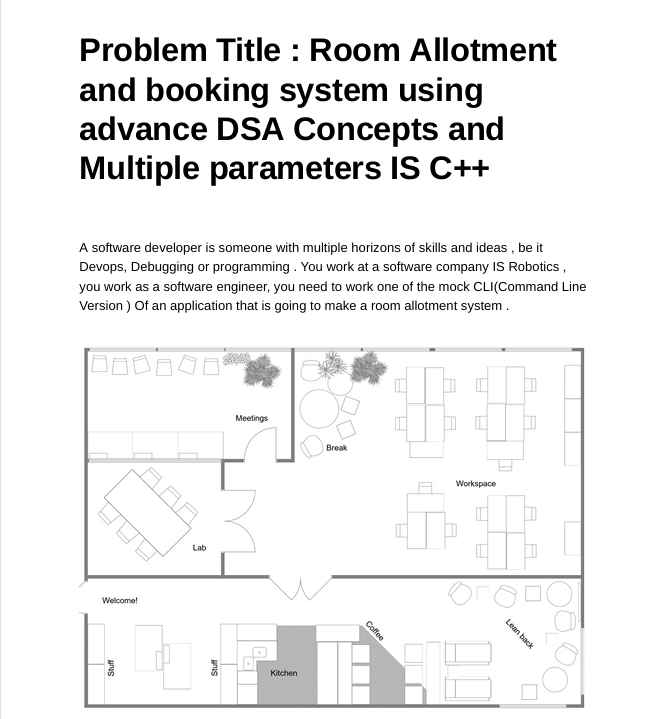 Problem Title : Room Allotment
and booking system using
advance DSA Concepts and
Multiple parameters IS C++
A software developer is someone with multiple horizons of skills and ideas , be it
Devops, Debugging or programming . You work at a software company IS Robotics ,
you work as a software engineer, you need to work one of the mock CLI(Command Line
Version ) Of an application that is going to make a room allotment system .
Meetings
Break
Workspace
Lab
Welcome!
Stuff
Stuff
Kitchen
Coffee
Lean back